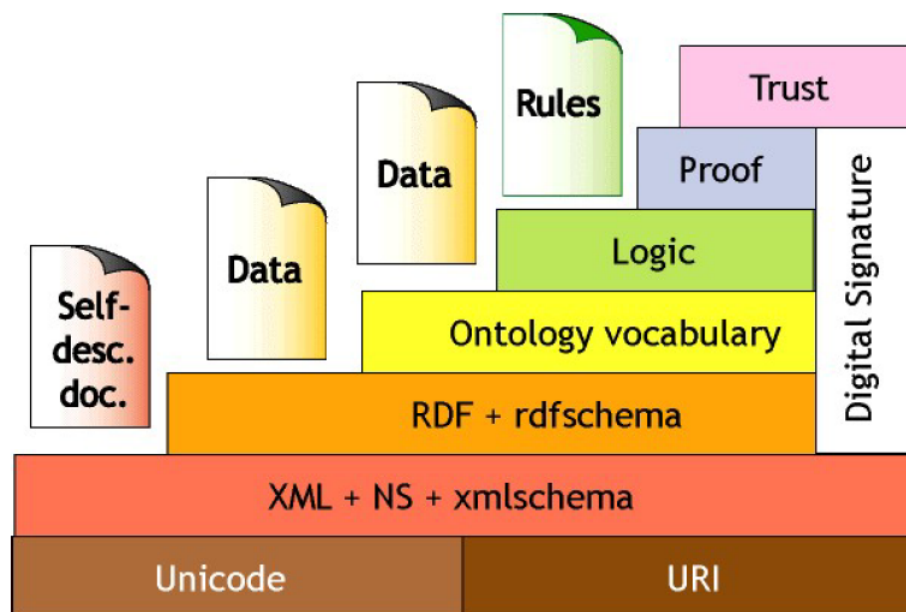 Trust
Rules
Proof
Data
Logic
Data
Ontology vocabulary
Digital Signature
Self-
desc.
doc.
RDF + rdfschema
XML + NS + xmlschema
Unicode
URI